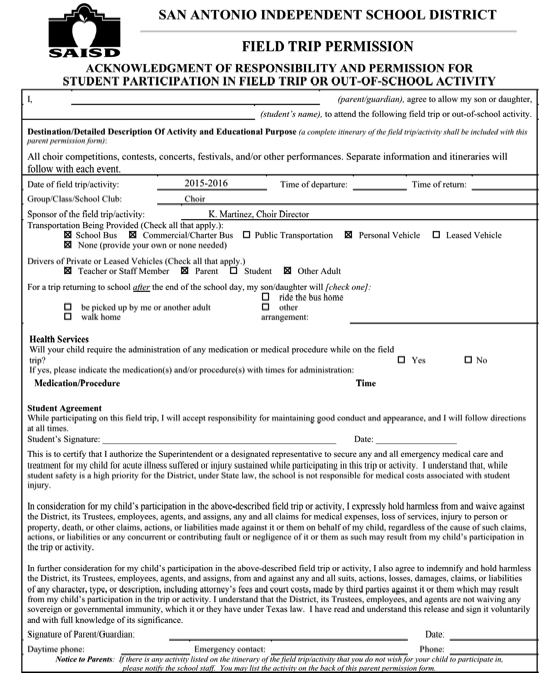 SAISD
SAN ANTONIO INDEPENDENT SCHOOL DISTRICT
FIELD TRIP PERMISSION
ACKNOWLEDGMENT OF RESPONSIBILITY AND PERMISSION FOR
STUDENT PARTICIPATION IN FIELD TRIP OR OUT-OF-SCHOOL ACTIVITY
I, (parent/guardian), agree to allow my son or daughter,
(student's name), to attend the following field trip or out-of-school activity.
Destination/Detailed Description Of Activity and Educational Purpose (a complete itinerary of the field trip/activity shall be included with this
parent permission form):
All choir competitions, contests, concerts, festivals, and/or other performances. Separate information and itineraries will
follow with each event.
Date of field trip/activity: 2015-2016 Time of departure: Time of return:
Group/Class/School Club: Choir
Sponsor of the field trip/activity: K. Martinez, Choir Director
Transportation Being Provided (Check all that apply.):
☒ School Bus ☒ Commercial/Charter Bus ☐ Public Transportation ☒ Personal Vehicle ☐ Leased Vehicle
☒ None (provide your own or none needed)
Drivers of Private or Leased Vehicles (Check all that apply.)
☒ Teacher or Staff Member ☒ Parent ☐ Student ☒ Other Adult
For a trip returning to school after the end of the school day, my son/daughter will [check one]:
☐ ride the bus home
☐ be picked up by me or another adult ☐ other
☐ walk home arrangement:
Health Services
Will your child require the administration of any medication or medical procedure while on the field
trip? ☐ Yes ☐ No
If yes, please indicate the medication(s) and/or procedure(s) with times for administration:
Medication/Procedure Time
Student Agreement
While participating on this field trip, I will accept responsibility for maintaining good conduct and appearance, and I will follow directions
at all times.
Student's Signature: Date:
This is to certify that I authorize the Superintendent or a designated representative to secure any and all emergency medical care and
treatment for my child for acute illness suffered or injury sustained while participating in this trip or activity. I understand that, while
student safety is a high priority for the District, under State law, the school is not responsible for medical costs associated with student
injury.
In consideration for my child's participation in the above-described field trip or activity, I expressly hold harmless from and waive against
the District, its Trustees, employees, agents, and assigns, any and all claims for medical expenses, loss of services, injury to person or
property, death, or other claims, actions, or liabilities made against it or them on behalf of my child, regardless of the cause of such claims,
actions, or liabilities or any concurrent or contributing fault or negligence of it or them as such may result from my child's participation in
the trip or activity.
In further consideration for my child's participation in the above-described field trip or activity, I also agree to indemnify and hold harmless
the District, its Trustees, employees, agents, and assigns, from and against any and all suits, actions, losses, damages, claims, or liabilities
of any character, type, or description, including attorney's fees and court costs, made by third parties against it or them which may result
from my child's participation in the trip or activity. I understand that the District, its Trustees, employees, and agents are not waiving any
sovereign or governmental immunity, which it or they have under Texas law. I have read and understand this release and sign it voluntarily
and with full knowledge of its significance.
Signature of Parent/Guardian: Date:
Daytime phone: Emergency contact: Phone:
Notice to Parents: If there is any activity listed on the itinerary of the field trip/activity that you do not wish for your child to participate in,
please notify the school staff. You may list the activity on the back of this parent permission form.